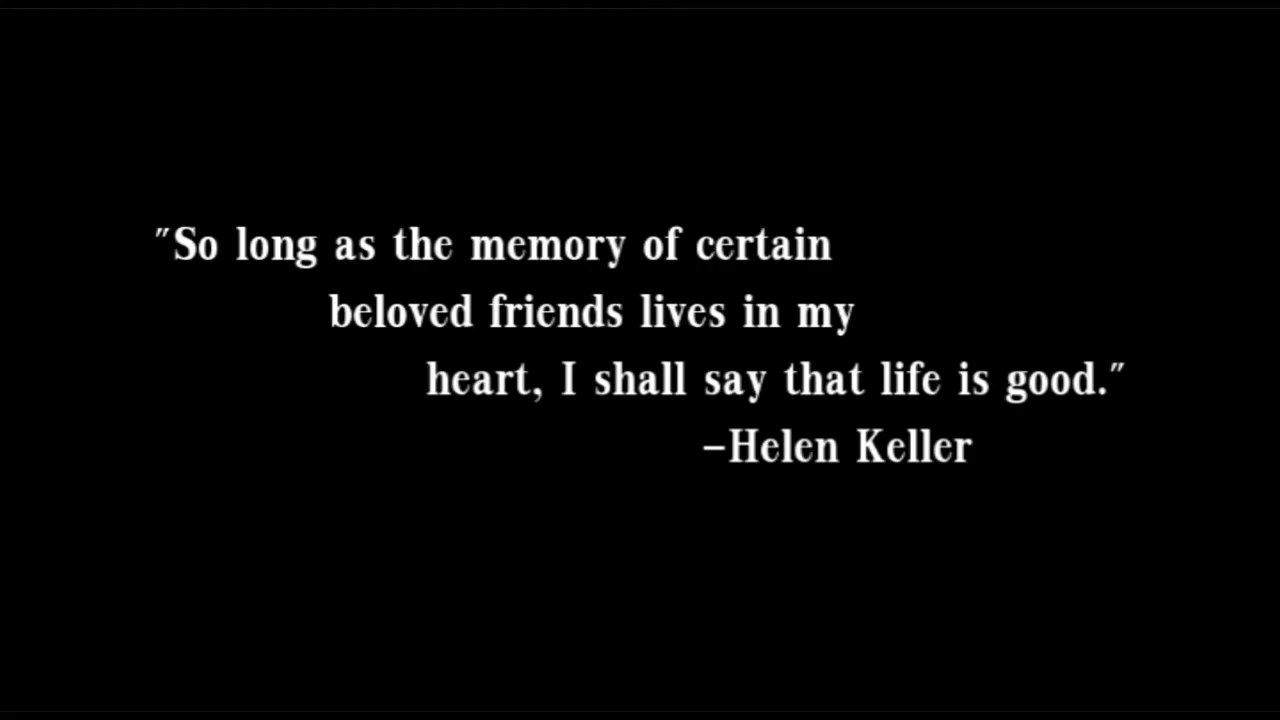 "So long as the memory of certain
beloved friends lives in my
heart, I shall say that life is good."
–Helen Keller